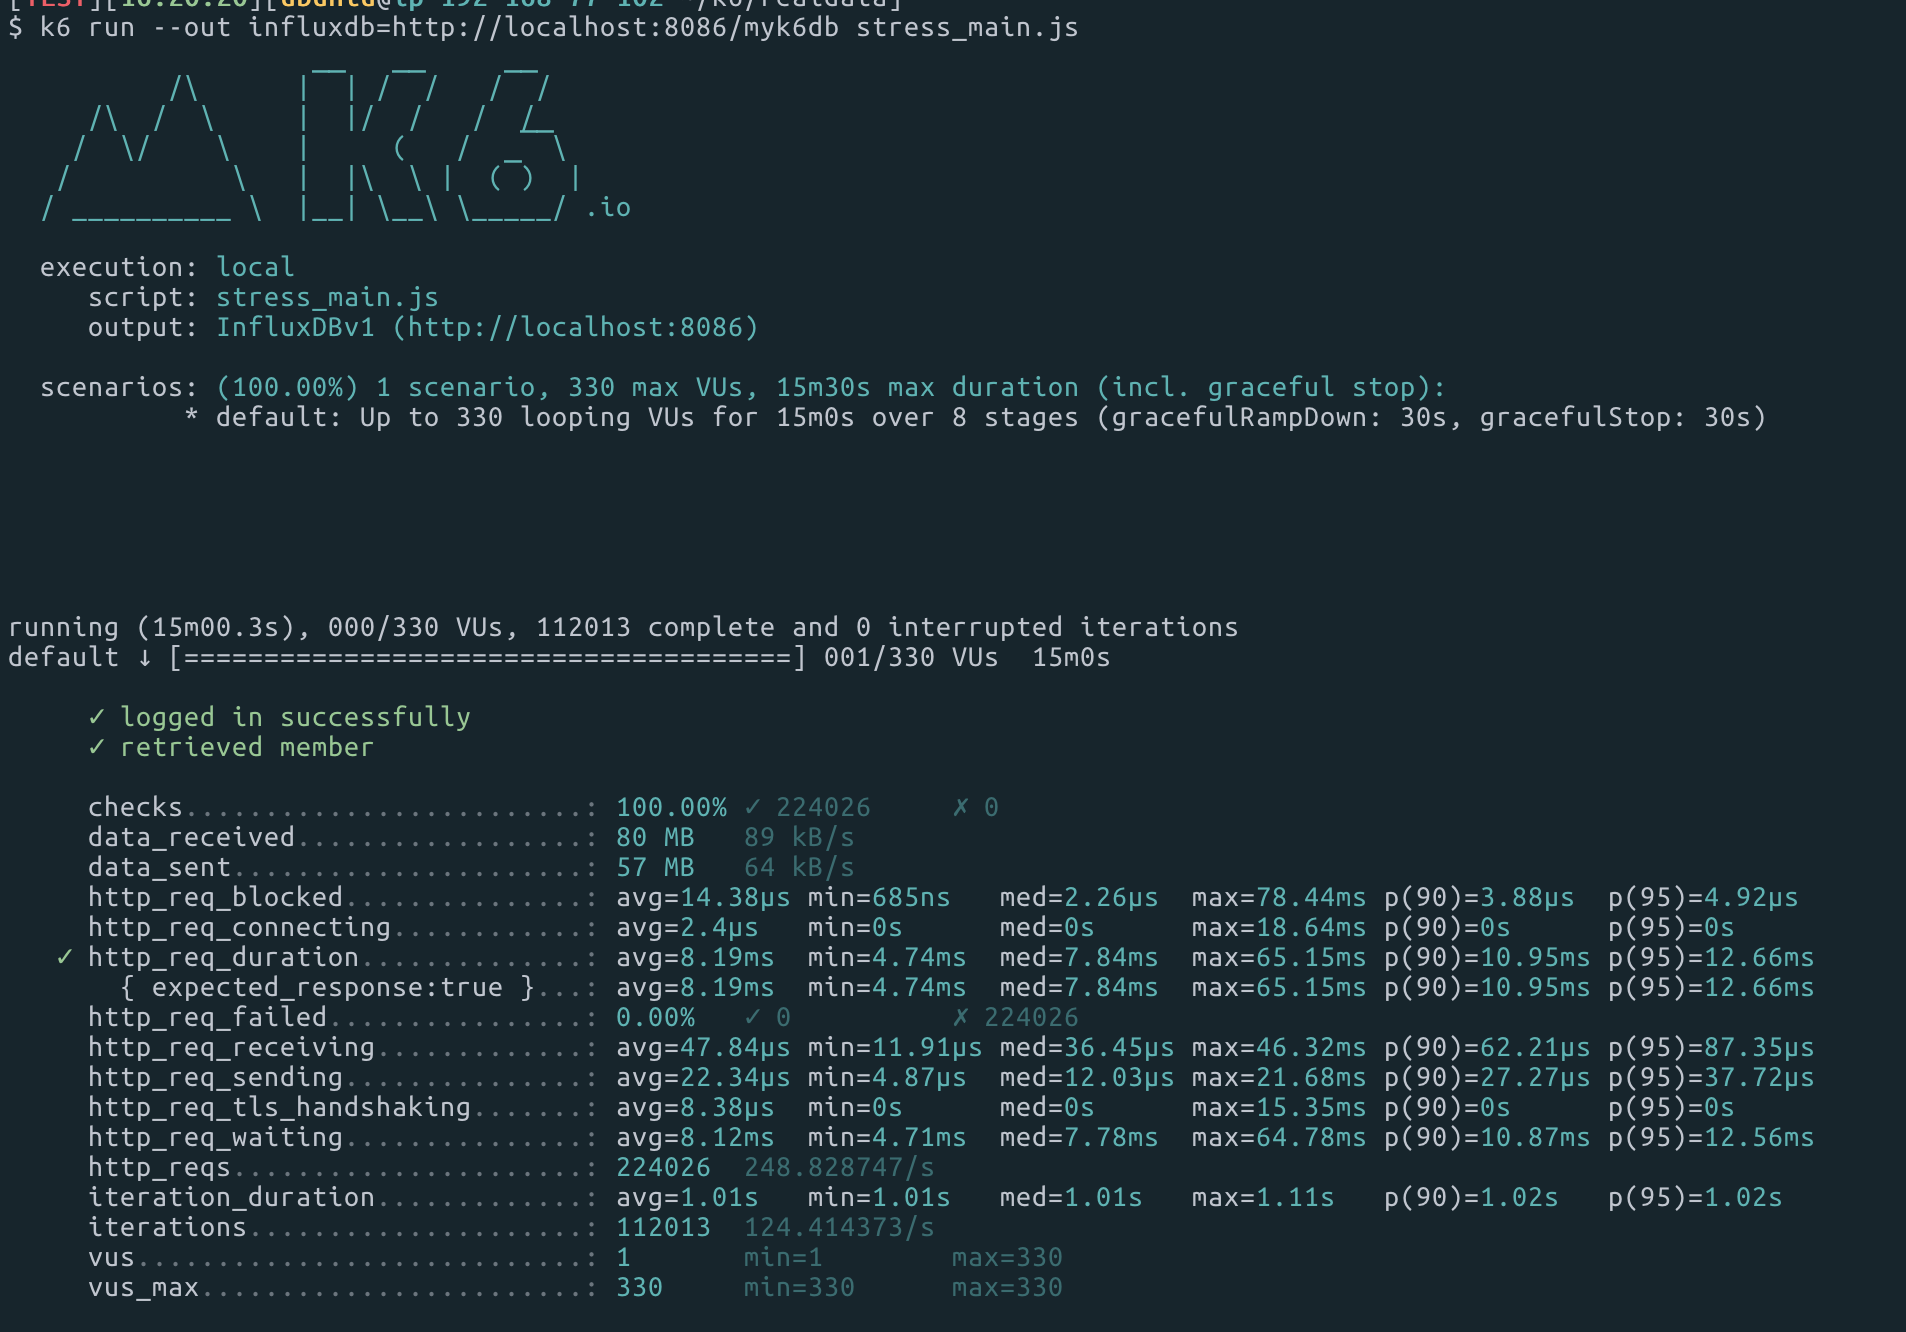 $ k6 run --out influxdb=http://localhost:8086/myk6db stress_main.js
.io
execution: local
script: stress_main.js
output: InfluxDBv1 (http://localhost:8086)
scenarios: (100.00%) 1 scenario, 330 max VUs, 15m30s max duration (incl. graceful stop):
* default: Up to 330 looping VUs for 15m0s over 8 stages (gracefulRampDown: 30s, gracefulStop: 30s)
running (15m00.3s), 000/330 VUs, 112013 complete and 0 interrupted iterations
default ↓ [======================================] 001/330 VUs  15m0s
✓ logged in successfully
✓ retrieved member
checks.........................: 100.00% ✓ 224026     ✗ 0
data_received..................: 80 MB   89 kB/s
data_sent......................: 57 MB   64 kB/s
http_req_blocked...............: avg=14.38µs min=685ns   med=2.26µs  max=78.44ms p(90)=3.88µs  p(95)=4.92µs
http_req_connecting............: avg=2.4µs   min=0s      med=0s      max=18.64ms p(90)=0s      p(95)=0s
✓ http_req_duration..............: avg=8.19ms  min=4.74ms  med=7.84ms  max=65.15ms p(90)=10.95ms p(95)=12.66ms
{ expected_response:true }...: avg=8.19ms  min=4.74ms  med=7.84ms  max=65.15ms p(90)=10.95ms p(95)=12.66ms
http_req_failed................: 0.00%   ✓ 0          ✗ 224026
http_req_receiving.............: avg=47.84µs min=11.91µs med=36.45µs max=46.32ms p(90)=62.21µs p(95)=87.35µs
http_req_sending...............: avg=22.34µs min=4.87µs  med=12.03µs max=21.68ms p(90)=27.27µs p(95)=37.72µs
http_req_tls_handshaking.......: avg=8.38µs  min=0s      med=0s      max=15.35ms p(90)=0s      p(95)=0s
http_req_waiting...............: avg=8.12ms  min=4.71ms  med=7.78ms  max=64.78ms p(90)=10.87ms p(95)=12.56ms
http_reqs......................: 224026  248.828747/s
iteration_duration.............: avg=1.01s   min=1.01s   med=1.01s   max=1.11s   p(90)=1.02s   p(95)=1.02s
iterations.....................: 112013  124.414373/s
vus............................: 1       min=1        max=330
vus_max........................: 330     min=330      max=330